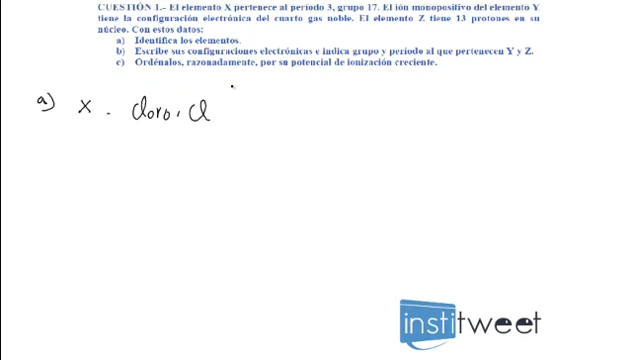 CUESTIÓN 1.- El elemento X pertenece al período 3, grupo 17. El ión monopositivo del elemento Y
tiene la configuración electrónica del cuarto gas noble. El elemento Z tiene 13 protones en su
núcleo. Con estos datos:
a) Identifica los elementos.
b) Escribe sus configuraciones electrónicas e indica grupo y período al que pertenecen Y y Z.
c) Ordénalos, razonadamente, por su potencial de ionización creciente.
a) X - Cloro, Cl
institweet